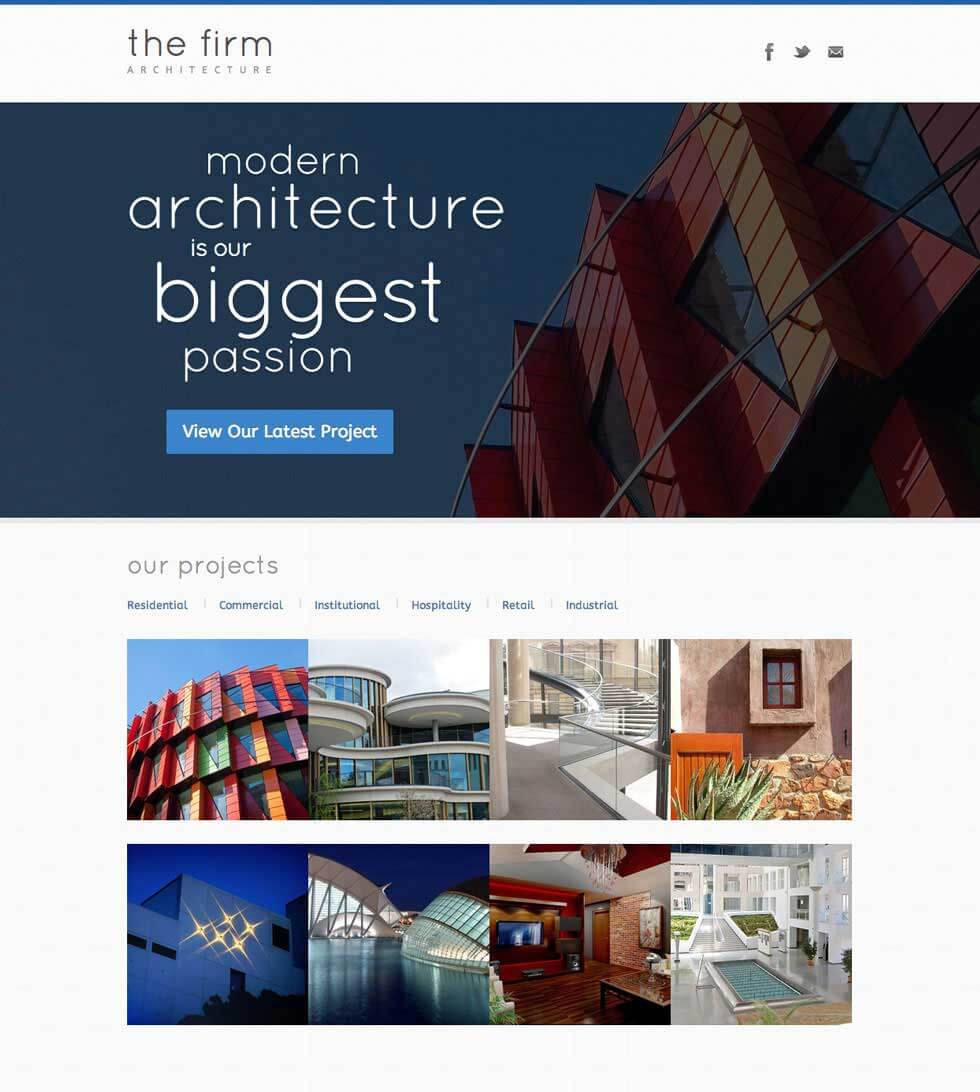 the firm
ARCHITECTURE
modern
architecture
is our
biggest
passion
View Our Latest Project
our projects
Residential | Commercial | Institutional | Hospitality | Retail | Industrial